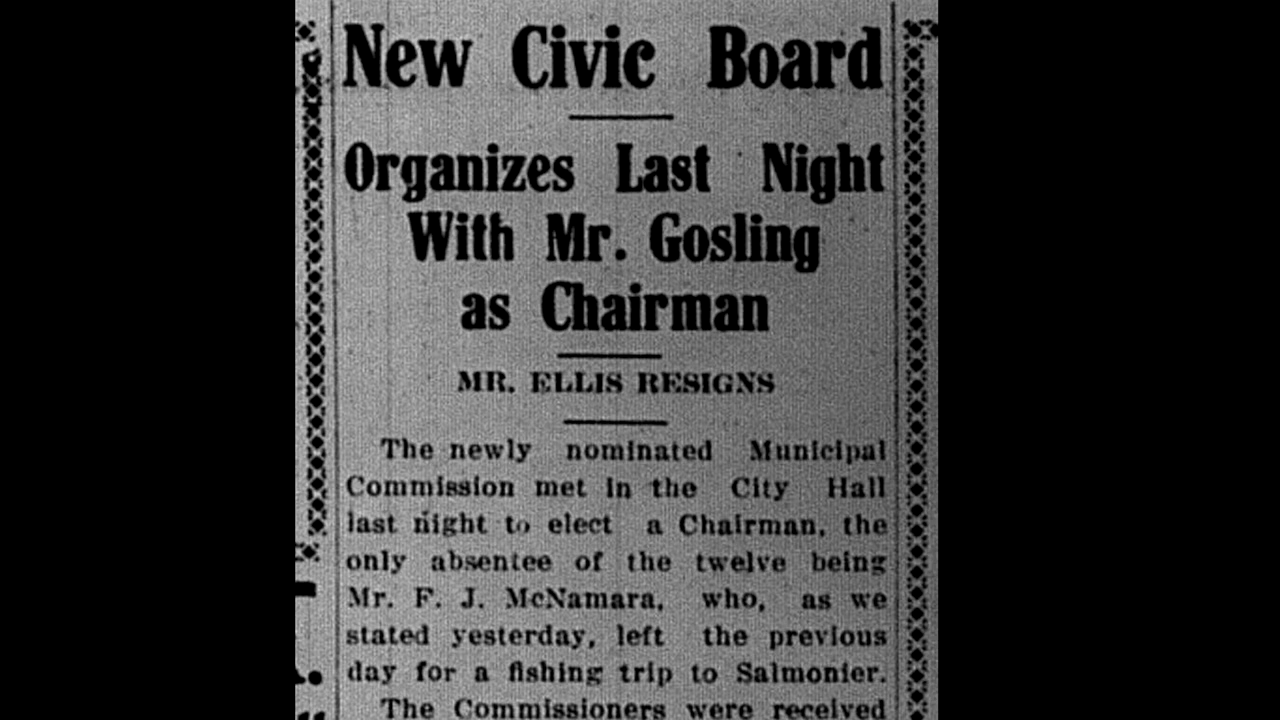 New Civic Board
Organizes Last Night
With Mr. Gosling
as Chairman
MR. ELLIS RESIGNS
The newly nominated Municipal
Commission met in the City Hall
last night to elect a Chairman, the
only absentee of the twelve being
Mr. F. J. McNamara, who, as we
stated yesterday, left the previous
day for a fishing trip to Salmonier.
The Commissioners were received